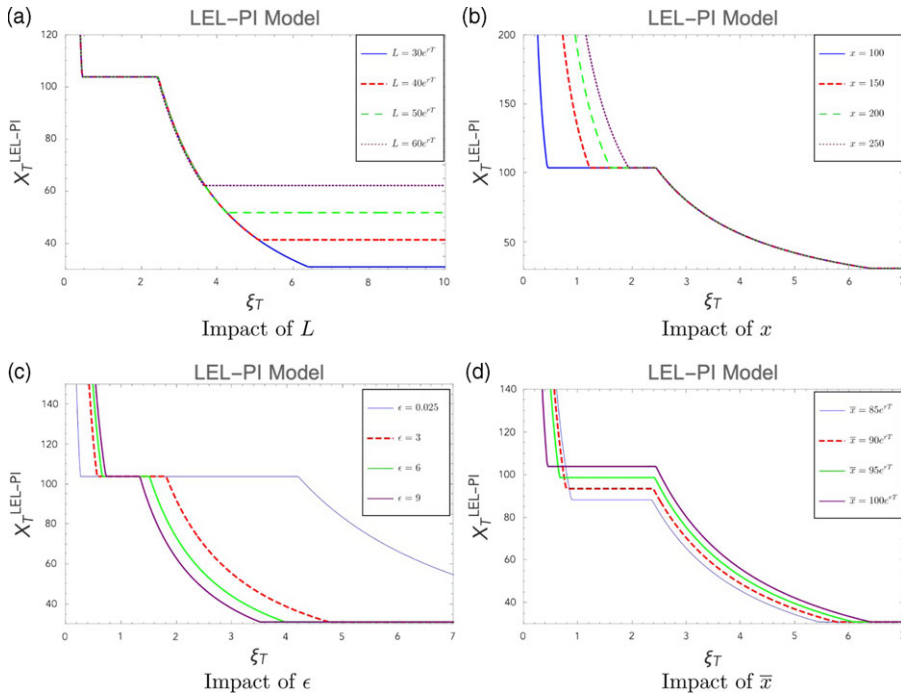 (a) LEL–PI Model
120
100
80
60
40
0 2 4 6 8 10
X_T^{LEL–PI}
ξ_T
L = 30e^{rT}
L = 40e^{rT}
L = 50e^{rT}
L = 60e^{rT}
Impact of L
(b) LEL–PI Model
200
150
100
50
0 1 2 3 4 5 6 7
X_T^{LEL–PI}
ξ_T
x = 100
x = 150
x = 200
x = 250
Impact of x
(c) LEL–PI Model
140
120
100
80
60
40
0 1 2 3 4 5 6 7
X_T^{LEL–PI}
ξ_T
ϵ = 0.025
ϵ = 3
ϵ = 6
ϵ = 9
Impact of ϵ
(d) LEL–PI Model
140
120
100
80
60
40
0 1 2 3 4 5 6 7
X_T^{LEL–PI}
ξ_T
x̅ = 85e^{rT}
x̅ = 90e^{rT}
x̅ = 95e^{rT}
x̅ = 100e^{rT}
Impact of x̅